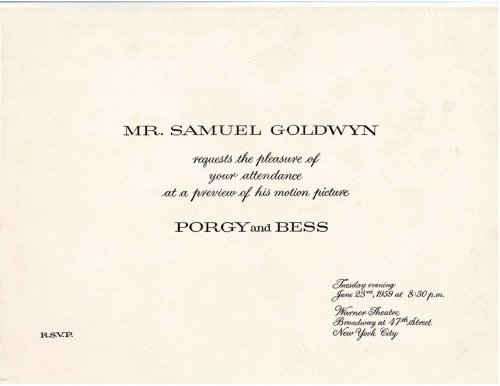 MR. SAMUEL GOLDWYN
requests the pleasure of
your attendance
at a preview of his motion picture
PORGY and BESS
Tuesday evening
June 23rd, 1959 at 8:30 p.m.
Warner Theatre
Broadway at 47th Street
New York City
R.S.V.P.